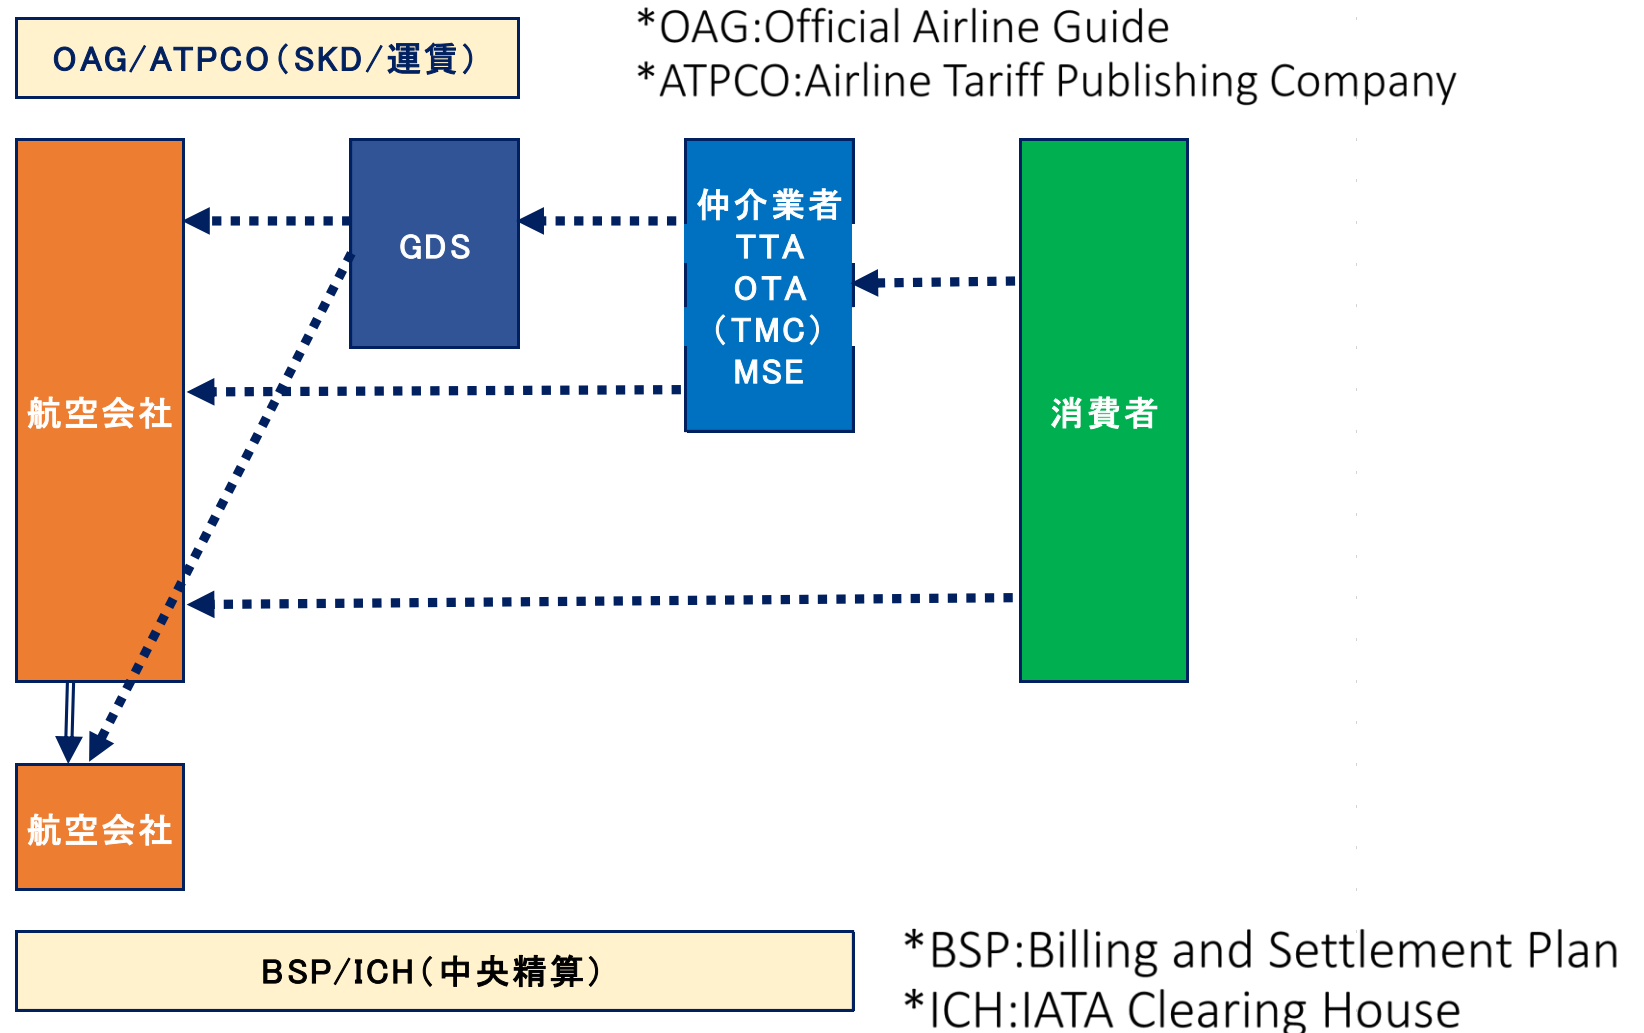 OAG/ATPCO（SKD/運賃）
*OAG:Official Airline Guide
*ATPCO:Airline Tariff Publishing Company
航空会社
GDS
仲介業者
TTA
OTA
（TMC）
MSE
消費者
航空会社
BSP/ICH（中央精算）
*BSP:Billing and Settlement Plan
*ICH:IATA Clearing House